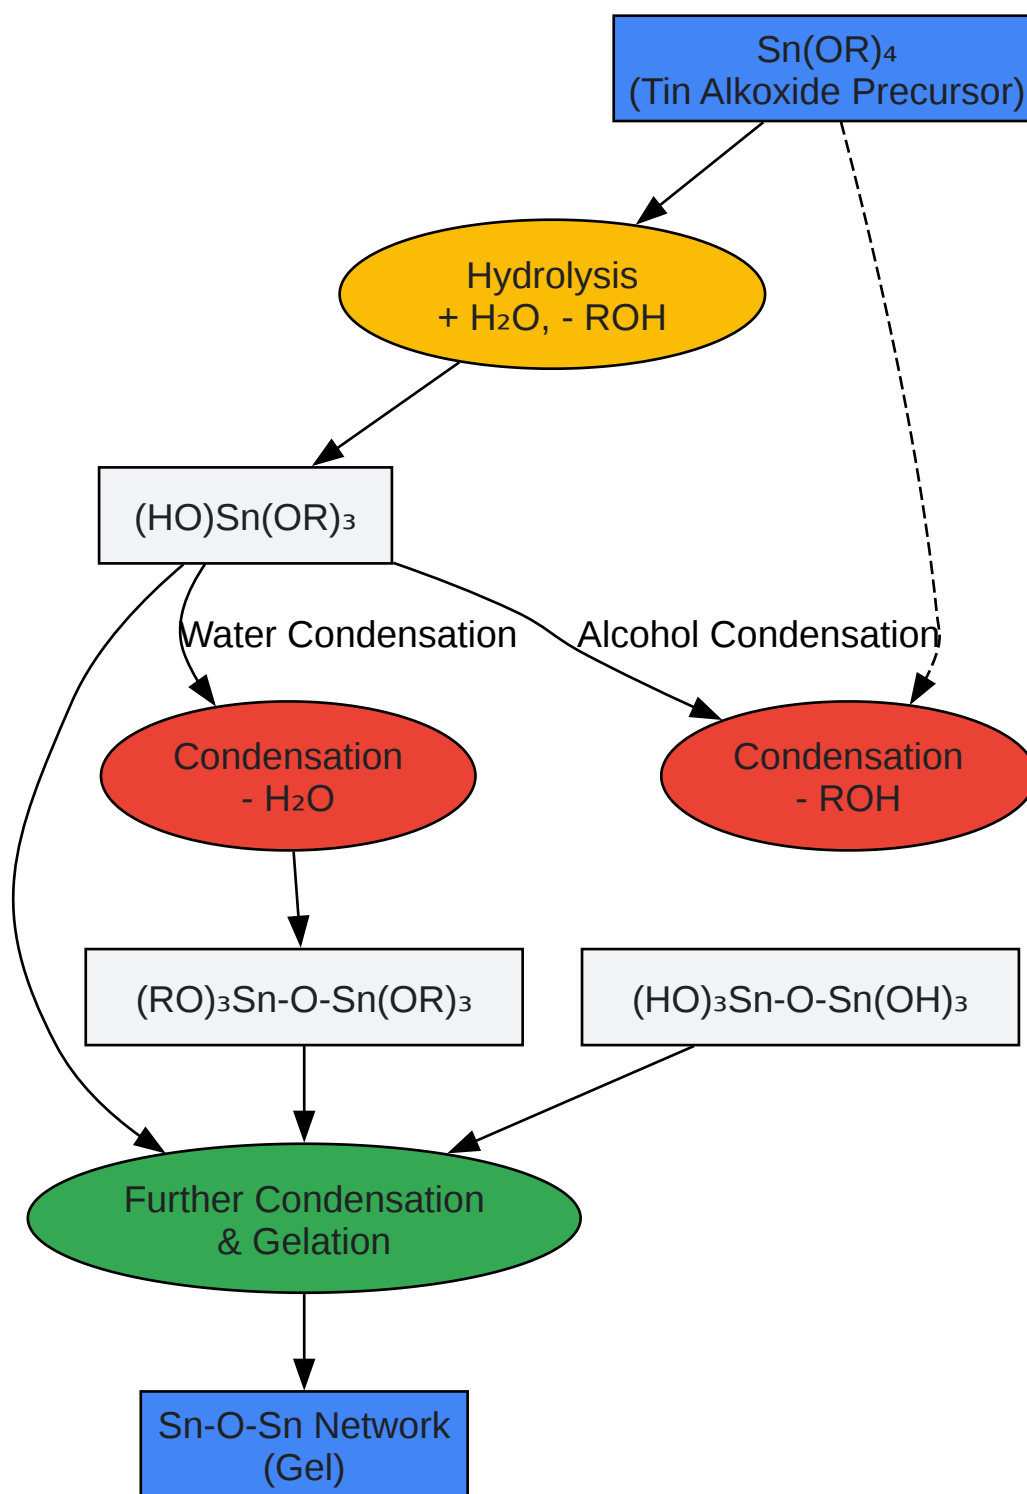 Sn(OR)₄
(Tin Alkoxide Precursor)
Hydrolysis
+ H₂O, - ROH
(HO)Sn(OR)₃
Water Condensation
Alcohol Condensation
Condensation
- H₂O
Condensation
- ROH
(RO)₃Sn-O-Sn(OR)₃
(HO)₃Sn-O-Sn(OH)₃
Further Condensation
& Gelation
Sn-O-Sn Network
(Gel)